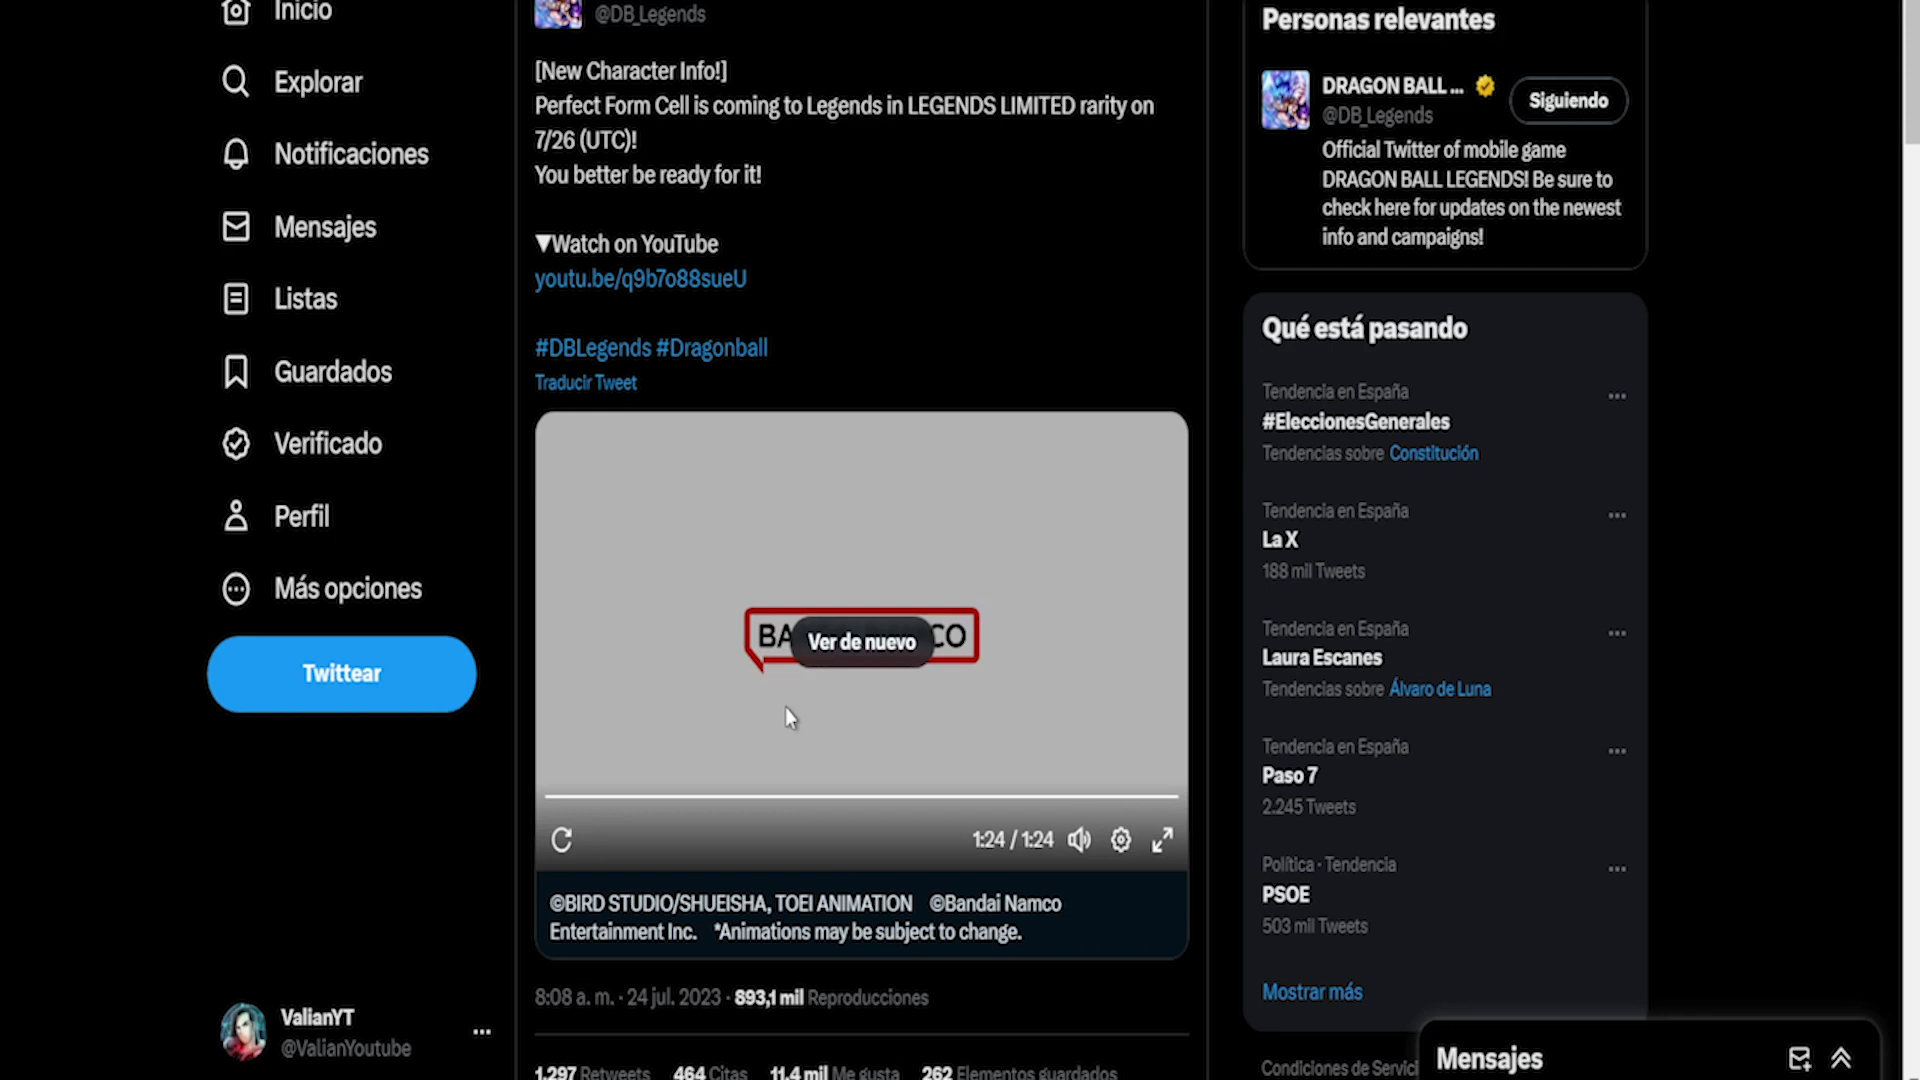 Inicio
Explorar
Notificaciones
Mensajes
Listas
Guardados
Verificado
Perfil
Más opciones
Twittear
ValianYT
@ValianYoutube
@DB_Legends
[New Character Info!]
Perfect Form Cell is coming to Legends in LEGENDS LIMITED rarity on
7/26 (UTC)!
You better be ready for it!
▼Watch on YouTube
youtu.be/q9b7o88sueU
#DBLegends #Dragonball
Traducir Tweet
BA CO
Ver de nuevo
1:24 / 1:24
©BIRD STUDIO/SHUEISHA, TOEI ANIMATION ©Bandai Namco
Entertainment Inc. *Animations may be subject to change.
8:08 a. m. · 24 jul. 2023 · 893,1 mil Reproducciones
1.297 Retweets 464 Citas 11,4 mil Me gusta 262 Elementos guardados
Personas relevantes
DRAGON BALL ...
@DB_Legends
Siguiendo
Official Twitter of mobile game
DRAGON BALL LEGENDS! Be sure to
check here for updates on the newest
info and campaigns!
Qué está pasando
Tendencia en España
#EleccionesGenerales
Tendencias sobre Constitución
Tendencia en España
La X
188 mil Tweets
Tendencia en España
Laura Escanes
Tendencias sobre Álvaro de Luna
Tendencia en España
Paso 7
2.245 Tweets
Política · Tendencia
PSOE
503 mil Tweets
Mostrar más
Condiciones de Servici
Mensajes